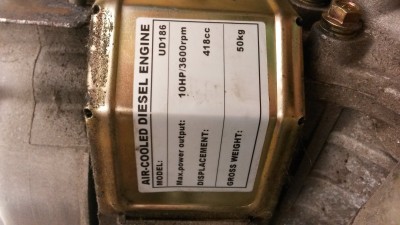 AIR-COOLED DIESEL ENGINE
MODEL: UD186
Max.power output: 10HP/3600rpm
DISPLACEMENT: 418cc
GROSS WEIGHT: 50kg